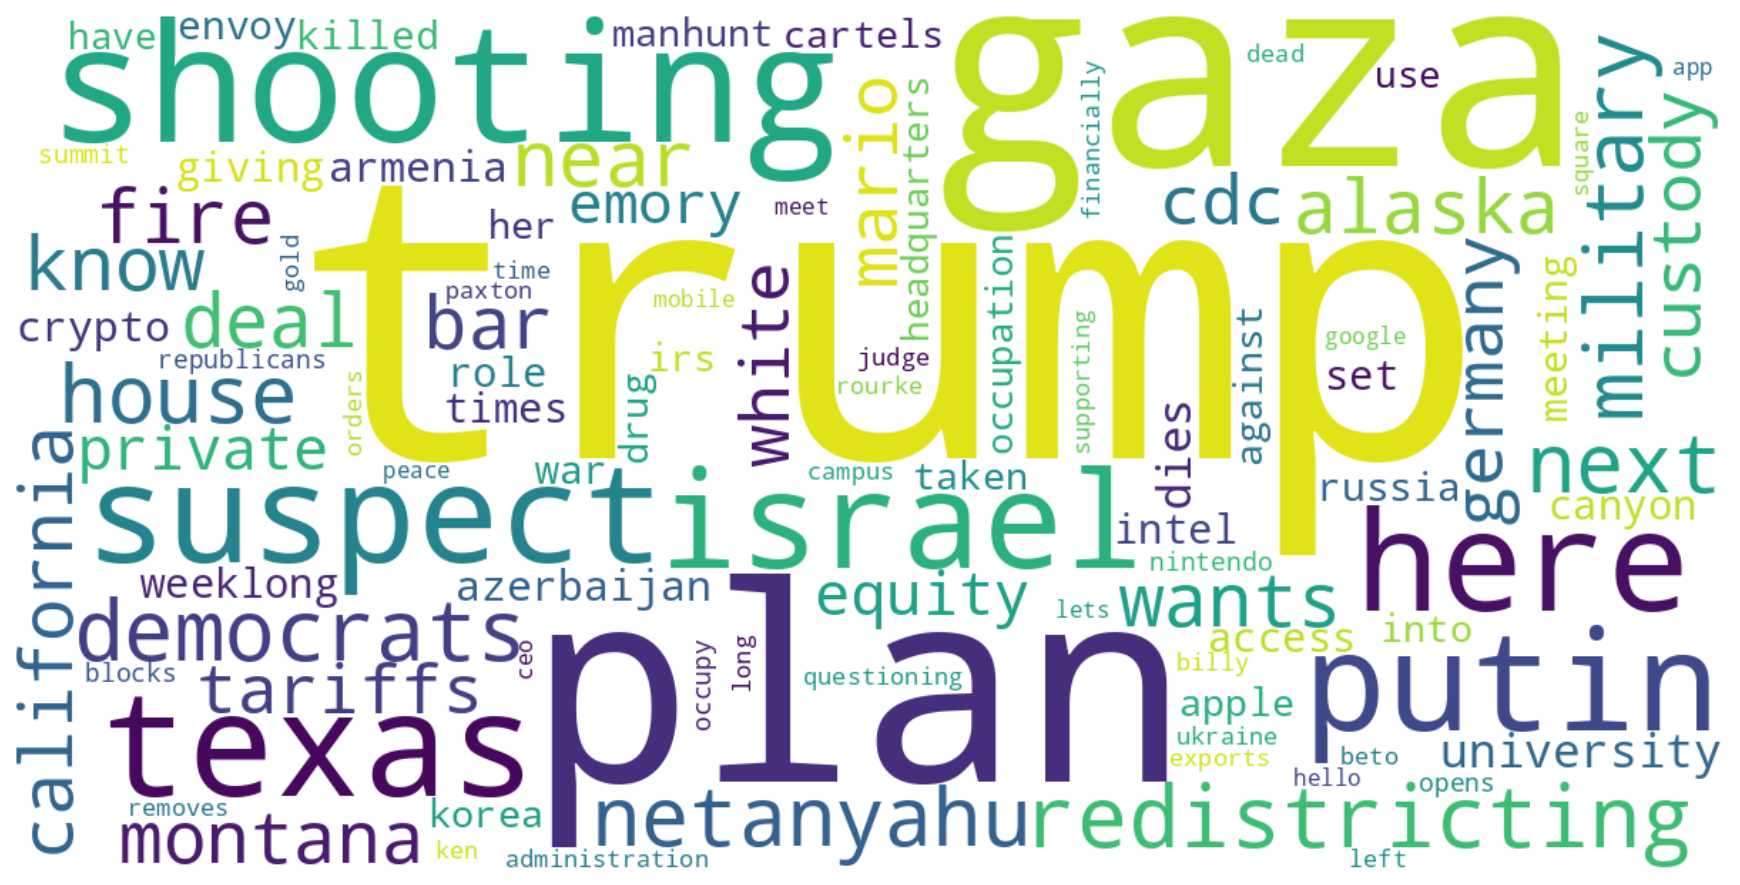 have
envoy
killed
manhunt
cartels
shooting
gaza
dead
use
app
summit
giving
armenia
near
mario
headquarters
financially
square
military
custody
fire
her
emory
meet
cdc
alaska
know
gold
time
paxton
mobile
white
occupation
germany
meeting
trump
crypto
deal
bar
republicans
role
times
irs
judge
rourke
supporting
against
google
set
house
orders
drug
california
private
peace
war
campus
taken
dies
russia
next
canyon
suspect
israel
intel
nintendo
here
weeklong
azerbaijan
equity
lets
wants
access
into
democrats
ceo
plan
occupy
long
questioning
billy
putin
blocks
tariffs
apple
ukraine
exports
beto
university
texas
hello
opens
removes
montana
korea
ken
netanyahu
redistricting
administration
left